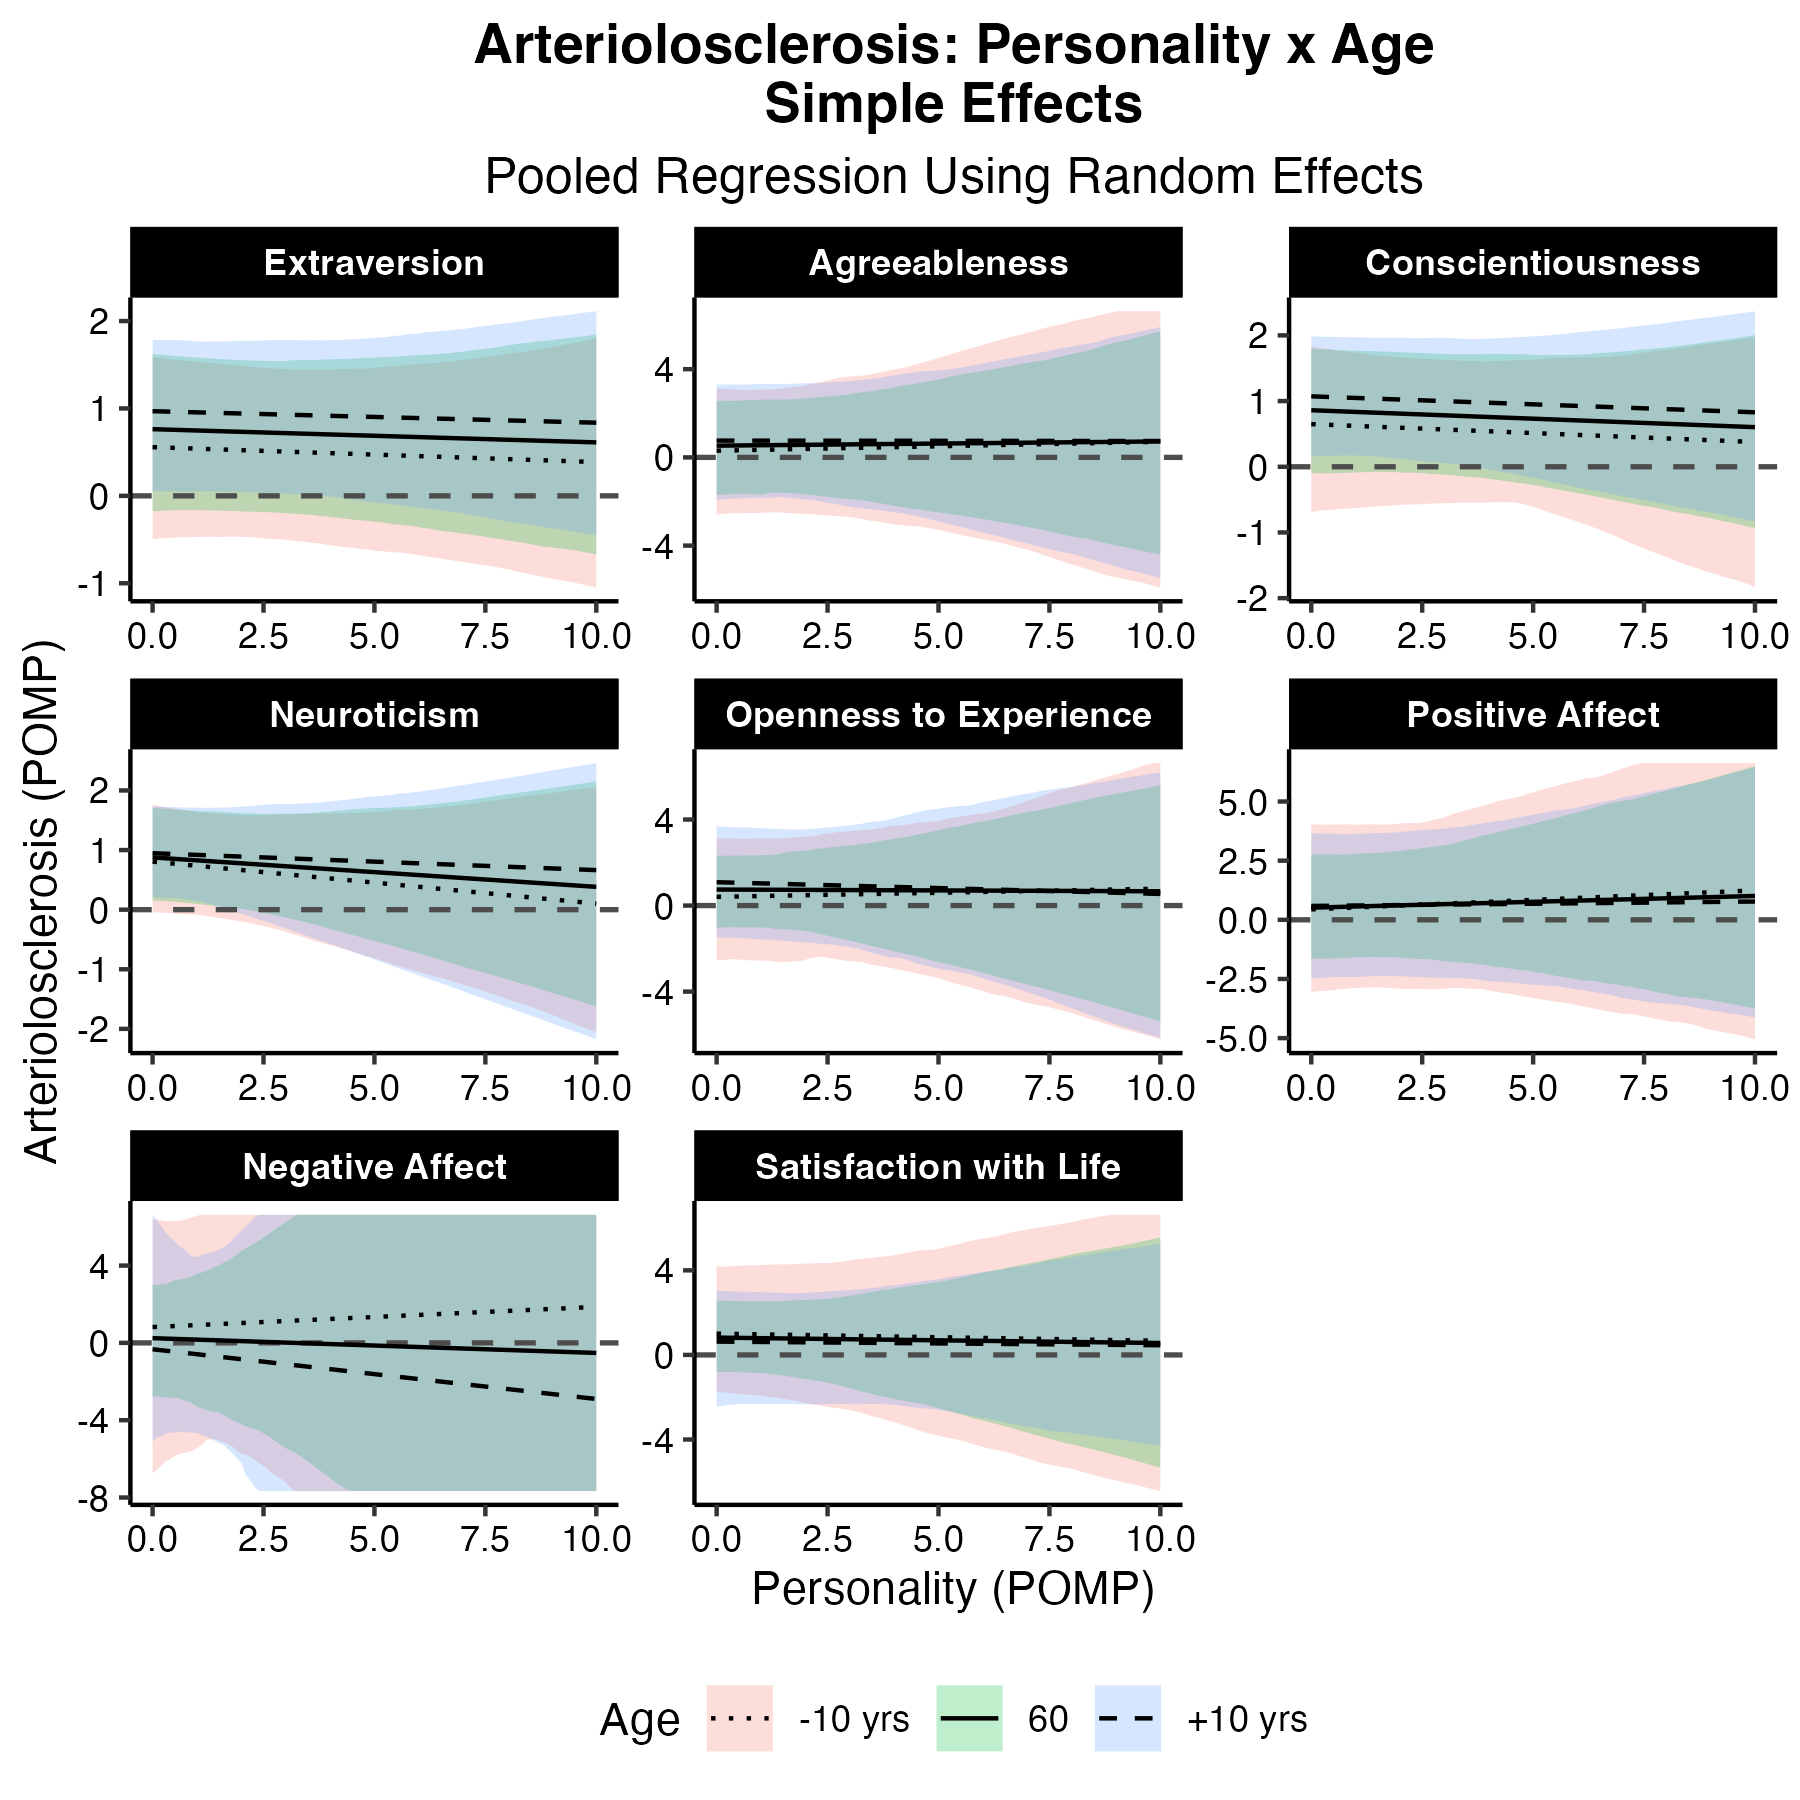 Arteriolosclerosis: Personality x Age
Simple Effects
Pooled Regression Using Random Effects
Extraversion
Agreeableness
Conscientiousness
2
1
0
-1
4
0
-4
2
1
0
-1
-2
0.0 2.5 5.0 7.5 10.0
0.0 2.5 5.0 7.5 10.0
0.0 2.5 5.0 7.5 10.0
Arteriolosclerosis (POMP)
Neuroticism
Openness to Experience
Positive Affect
2
1
0
-1
-2
4
0
-4
5.0
2.5
0.0
-2.5
-5.0
0.0 2.5 5.0 7.5 10.0
0.0 2.5 5.0 7.5 10.0
0.0 2.5 5.0 7.5 10.0
Negative Affect
Satisfaction with Life
4
0
-4
-8
4
0
-4
0.0 2.5 5.0 7.5 10.0
0.0 2.5 5.0 7.5 10.0
Personality (POMP)
Age -10 yrs 60 +10 yrs